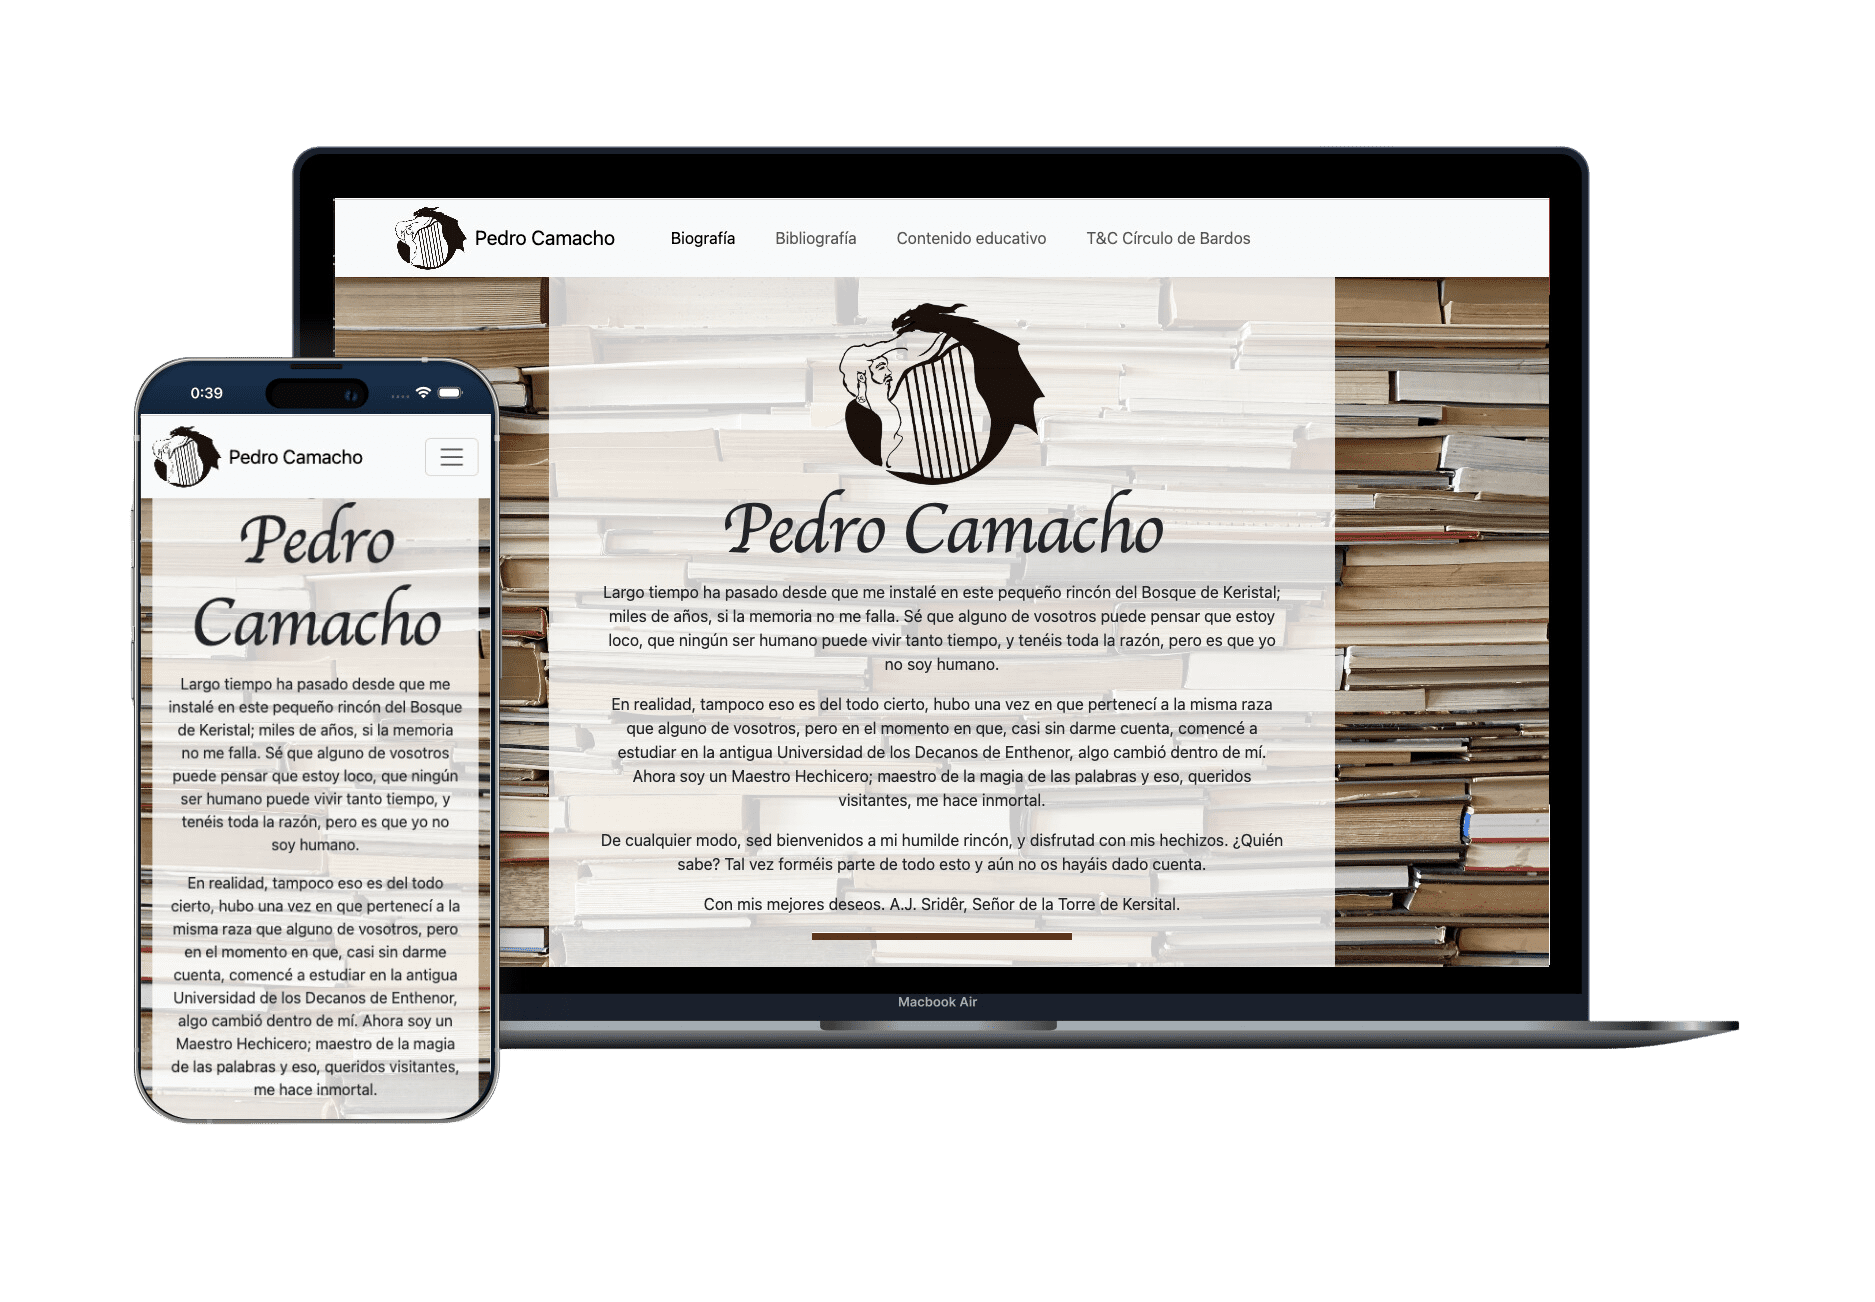 Pedro Camacho
Biografía
Bibliografía
Contenido educativo
T&C Círculo de Bardos
Pedro Camacho
Largo tiempo ha pasado desde que me instalé en este pequeño rincón del Bosque de Keristal;
miles de años, si la memoria no me falla. Sé que alguno de vosotros puede pensar que estoy
loco, que ningún ser humano puede vivir tanto tiempo, y tenéis toda la razón, pero es que yo
no soy humano.
En realidad, tampoco eso es del todo cierto, hubo una vez en que pertenecí a la misma raza
que alguno de vosotros, pero en el momento en que, casi sin darme cuenta, comencé a
estudiar en la antigua Universidad de los Decanos de Enthenor, algo cambió dentro de mí.
Ahora soy un Maestro Hechicero; maestro de la magia de las palabras y eso, queridos
visitantes, me hace inmortal.
De cualquier modo, sed bienvenidos a mi humilde rincón, y disfrutad con mis hechizos. ¿Quién
sabe? Tal vez forméis parte de todo esto y aún no os hayáis dado cuenta.
Con mis mejores deseos. A.J. Sridêr, Señor de la Torre de Kersital.
Macbook Air
0:39
Pedro Camacho
Pedro
Camacho
Largo tiempo ha pasado desde que me
instalé en este pequeño rincón del Bosque
de Keristal; miles de años, si la memoria
no me falla. Sé que alguno de vosotros
puede pensar que estoy loco, que ningún
ser humano puede vivir tanto tiempo, y
tenéis toda la razón, pero es que yo no
soy humano.
En realidad, tampoco eso es del todo
cierto, hubo una vez en que pertenecí a la
misma raza que alguno de vosotros, pero
en el momento en que, casi sin darme
cuenta, comencé a estudiar en la antigua
Universidad de los Decanos de Enthenor,
algo cambió dentro de mí. Ahora soy un
Maestro Hechicero; maestro de la magia
de las palabras y eso, queridos visitantes,
me hace inmortal.